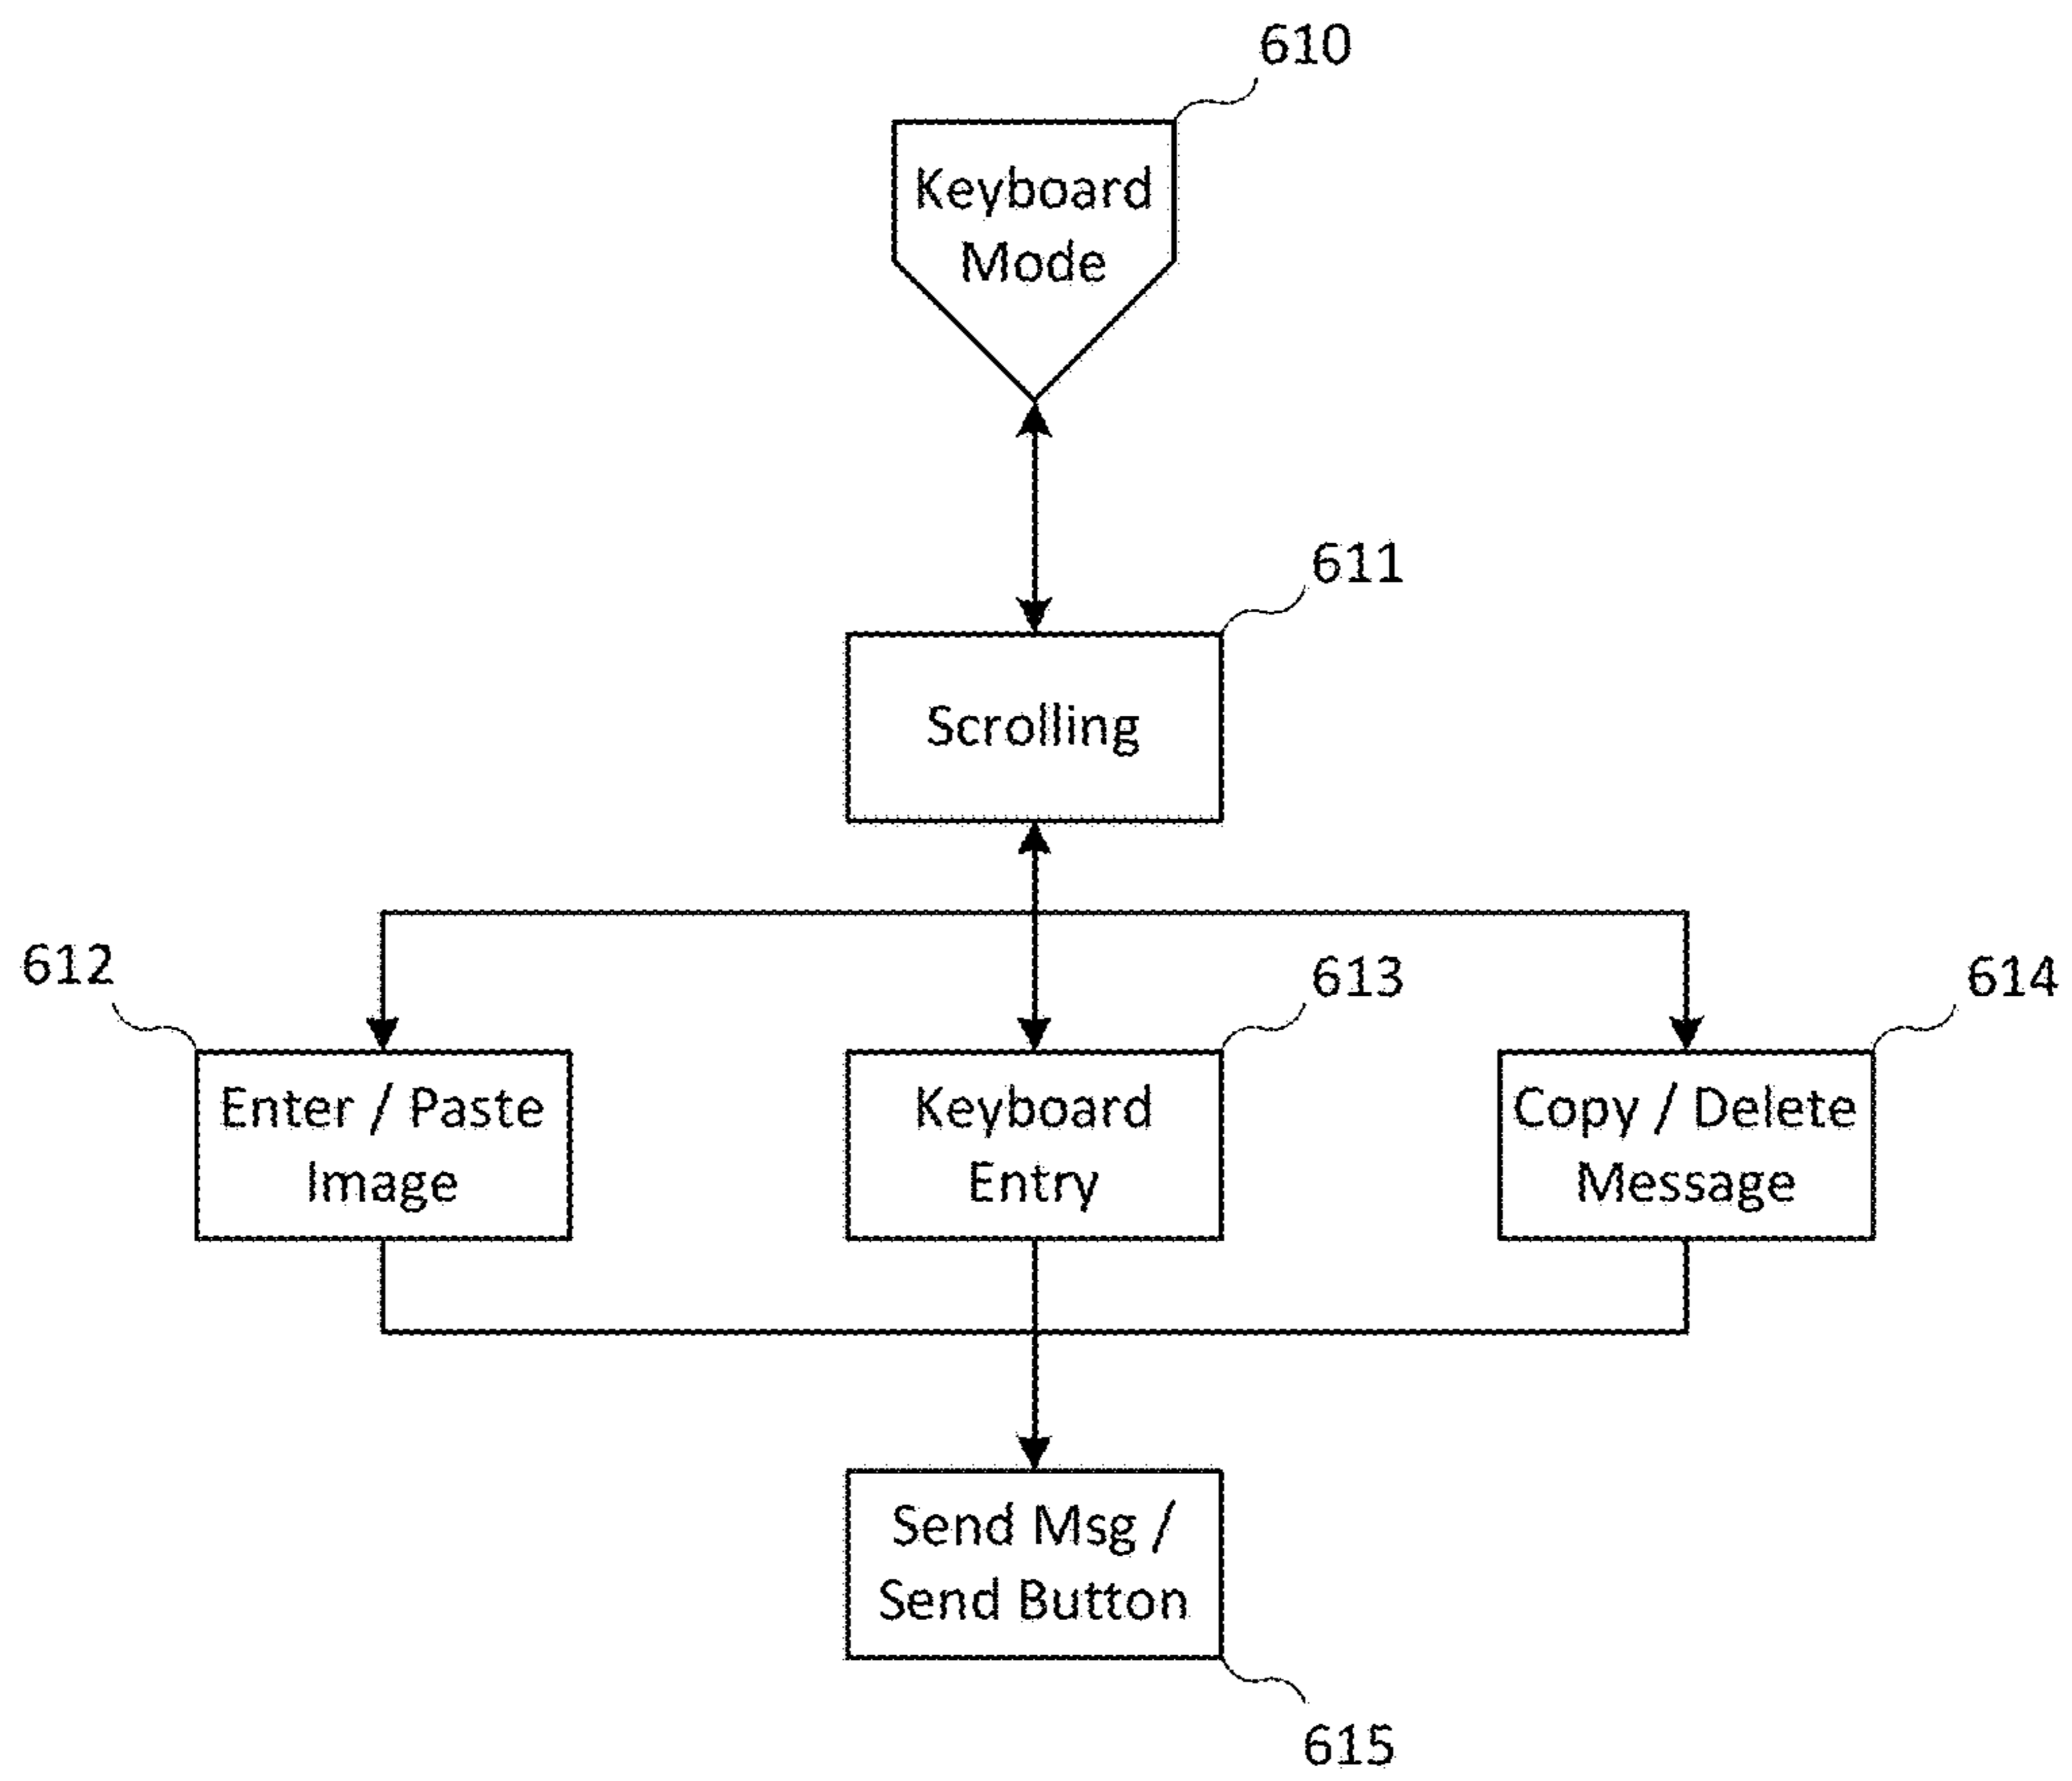 610
Keyboard
Mode
611
Scrolling
612
613
614
Enter / Paste
Image
Keyboard
Entry
Copy / Delete
Message
Send Msg /
Send Button
615